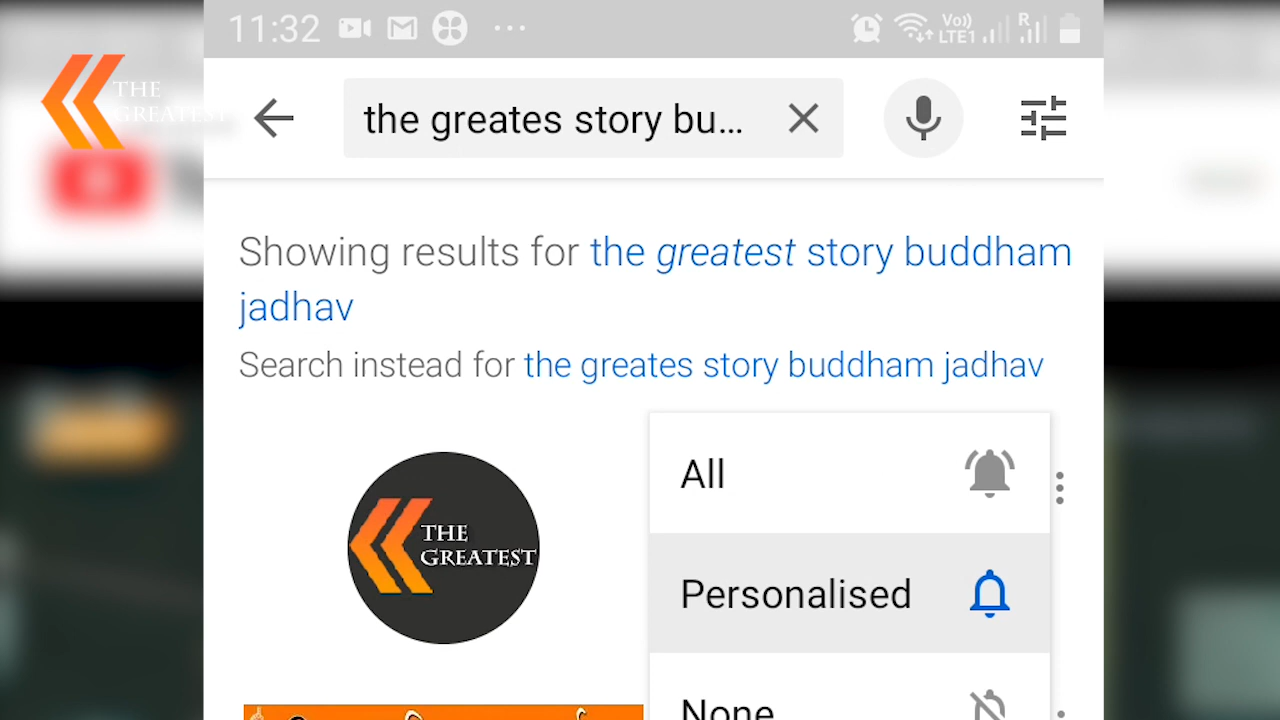 11:32
Vo))
LTE1
R
THE
GREATEST
the greates story bu...
Showing results for the greatest story buddham
jadhav
Search instead for the greates story buddham jadhav
All
THE
GREATEST
Personalised
None